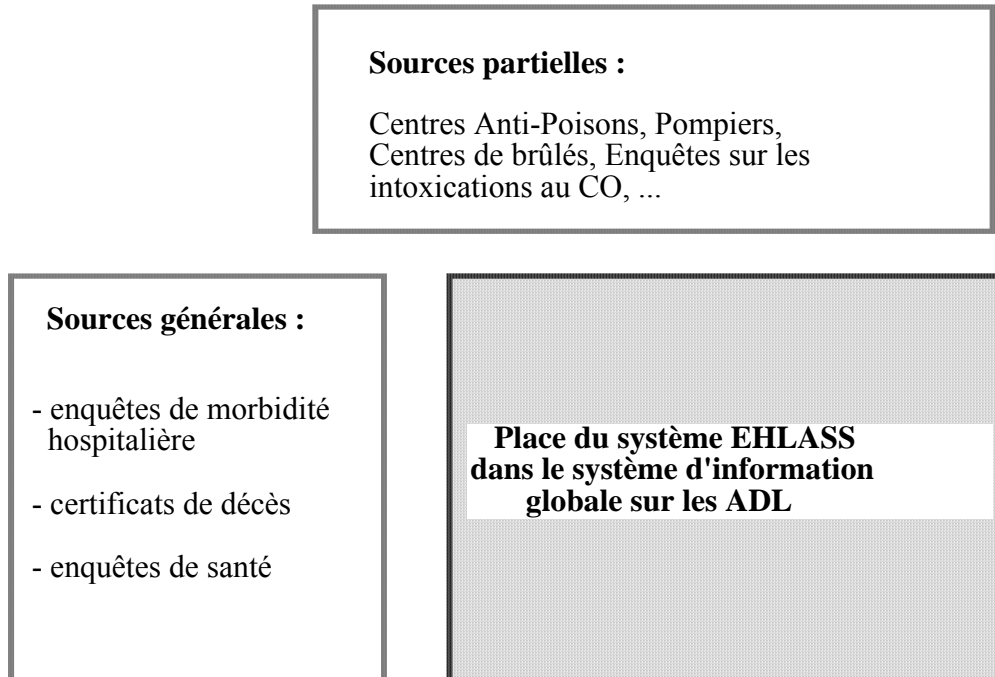 Sources partielles :
Centres Anti-Poisons, Pompiers,
Centres de brûlés, Enquêtes sur les
intoxications au CO, ...
Sources générales :
- enquêtes de morbidité
hospitalière
- certificats de décès
- enquêtes de santé
Place du système EHLASS
dans le système d'information
globale sur les ADL